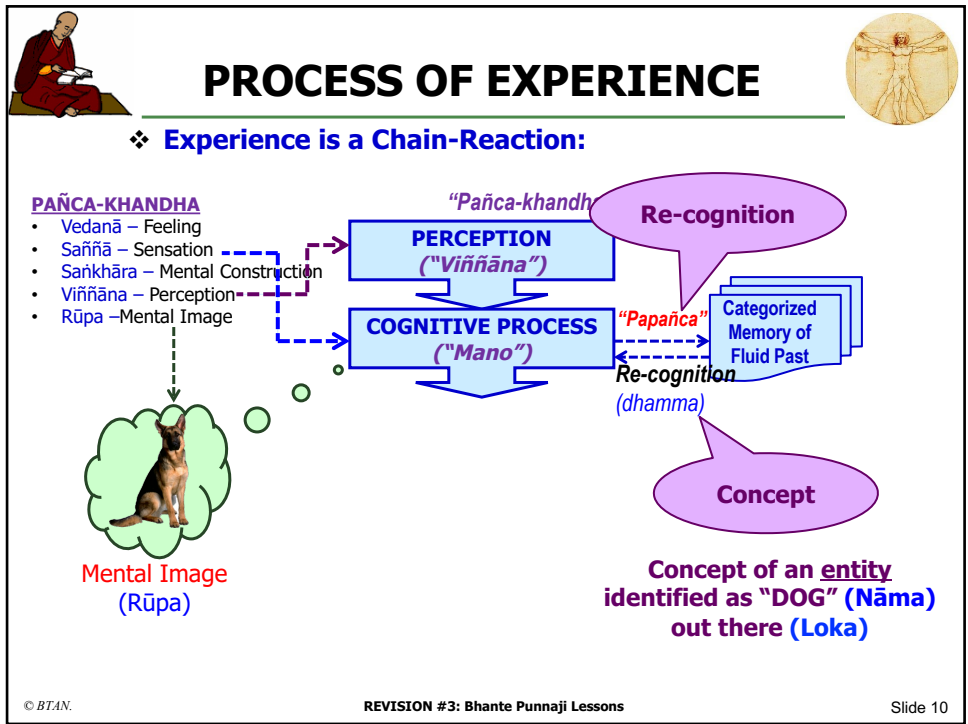 PROCESS OF EXPERIENCE
❖ Experience is a Chain-Reaction:
PAÑCA-KHANDHA
• Vedanā – Feeling
• Saññā – Sensation
• Saṅkhāra – Mental Construction
• Viññāna – Perception
• Rūpa –Mental Image
"Pañca-khandha
PERCEPTION
("Viññāna")
COGNITIVE PROCESS
("Mano")
Re-cognition
"Papañca"
Categorized
Memory of
Fluid Past
Re-cognition
(dhamma)
Concept
Mental Image
(Rūpa)
Concept of an entity
identified as "DOG" (Nāma)
out there (Loka)
© BTAN.
REVISION #3: Bhante Punnaji Lessons
Slide 10